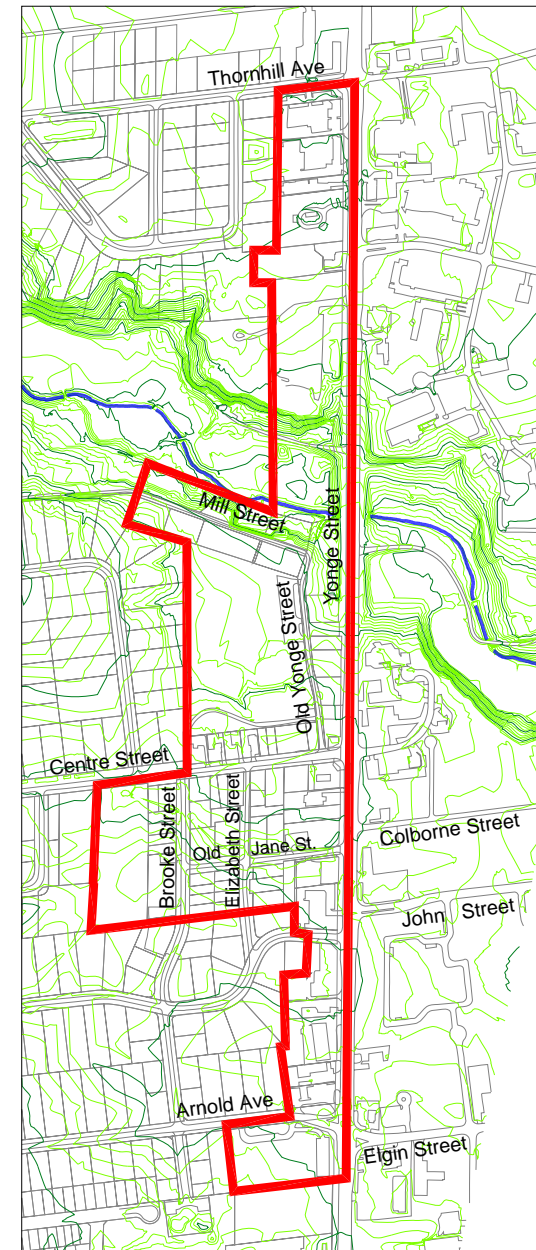 Thornhill Ave
Mill Street
Yonge Street
Old Yonge Street
Centre Street
Brooke Street
Elizabeth Street
Old Jane St.
Colborne Street
John Street
Arnold Ave
Elgin Street